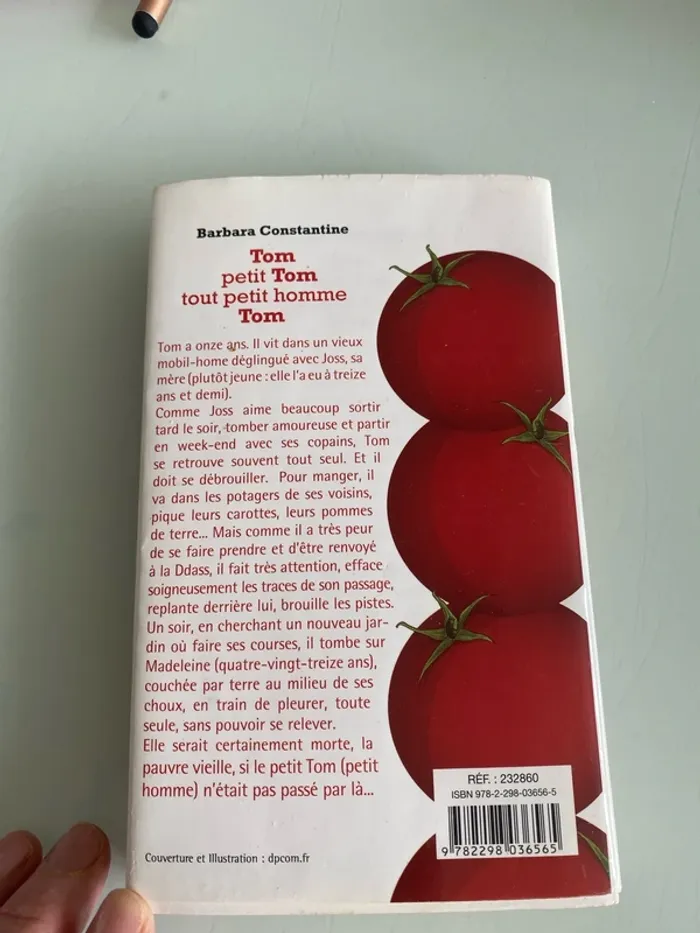 Barbara Constantine
Tom
petit Tom
tout petit homme
Tom
Tom a onze ans. Il vit dans un vieux
mobil-home déglingué avec Joss, sa
mère (plutôt jeune : elle l'a eu à treize
ans et demi).
Comme Joss aime beaucoup sortir
tard le soir, tomber amoureuse et partir
en week-end avec ses copains, Tom
se retrouve souvent tout seul. Et il
doit se débrouiller. Pour manger, il
va dans les potagers de ses voisins,
pique leurs carottes, leurs pommes
de terre... Mais comme il a très peur
de se faire prendre et d'être renvoyé
à la Ddass, il fait très attention, efface
soigneusement les traces de son passage,
replante derrière lui, brouille les pistes.
Un soir, en cherchant un nouveau jar-
din où faire ses courses, il tombe sur
Madeleine (quatre-vingt-treize ans),
couchée par terre au milieu de ses
choux, en train de pleurer, toute
seule, sans pouvoir se relever.
Elle serait certainement morte, la
pauvre vieille, si le petit Tom (petit
homme) n'était pas passé par là...
RÉF. : 232860
ISBN 978-2-298-03656-5
9 782298 036565
Couverture et Illustration : dpcom.fr